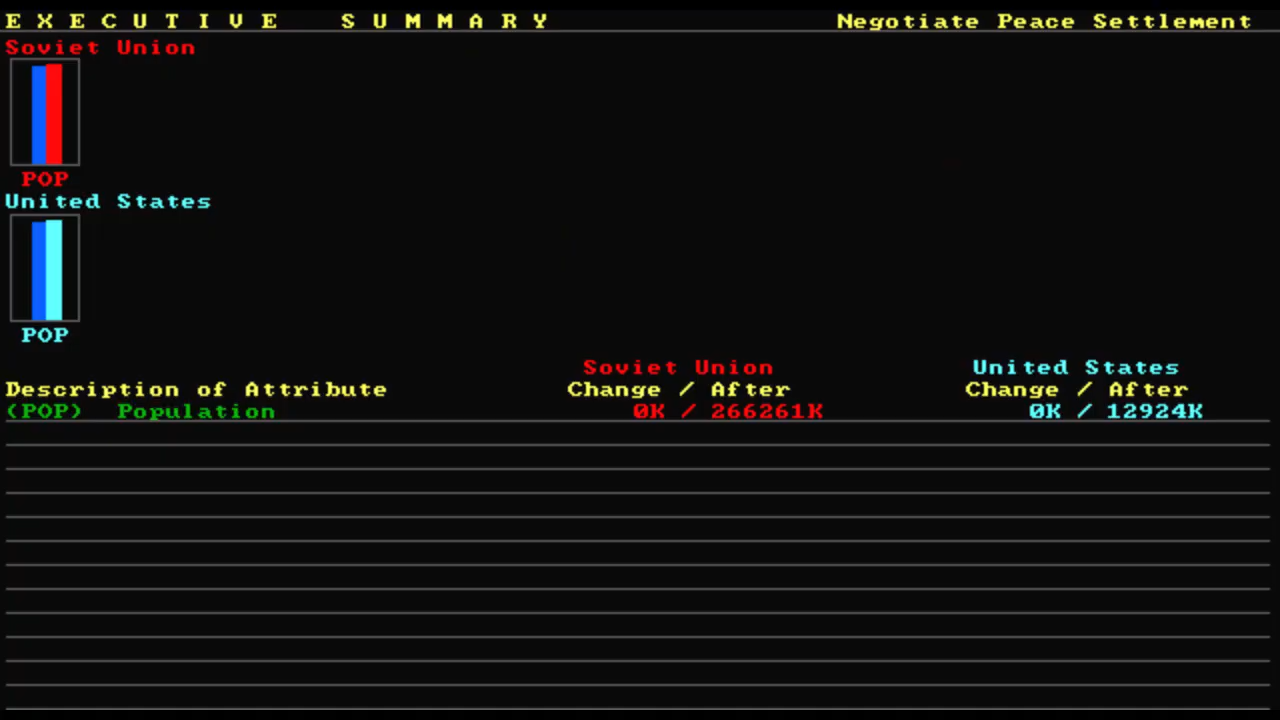 EXECUTIVE SUMMARY Negotiate Peace Settlement
Soviet Union
POP
United States
POP
Soviet Union United States
Description of Attribute Change / After Change / After
(POP) Population 0K / 266261K 0K / 12924K